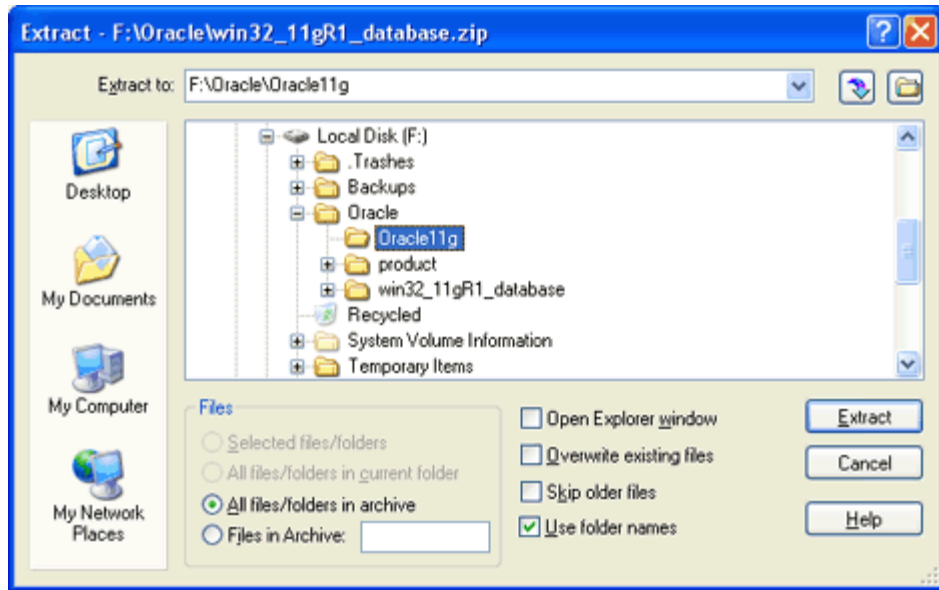 Extract - F:\Oracle\win32_11gR1_database.zip
Extract to: F:\Oracle\Oracle11g
Desktop
My Documents
My Computer
My Network
Places
Local Disk (F:)
.Trashes
Backups
Oracle
Oracle11g
product
win32_11gR1_database
Recycled
System Volume Information
Temporary Items
Files
Selected files/folders
All files/folders in current folder
All files/folders in archive
Files in Archive:
Open Explorer window
Overwrite existing files
Skip older files
Use folder names
Extract
Cancel
Help